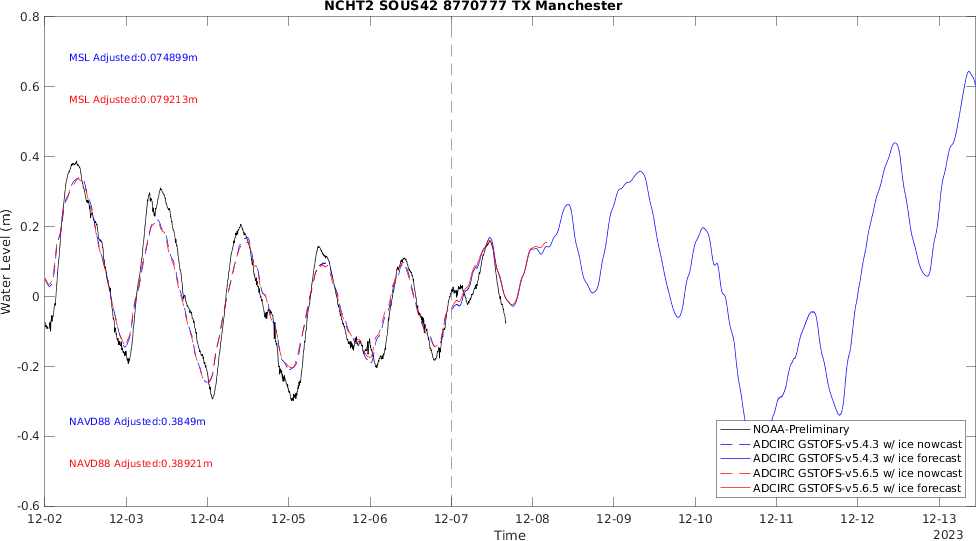 NCHT2 SOUS42 8770777 TX Manchester
0.8
MSL Adjusted:0.074899m
0.6
MSL Adjusted:0.079213m
0.4
0.2
Water Level (m)
0
-0.2
NAVD88 Adjusted:0.3849m
-0.4
NAVD88 Adjusted:0.38921m
-0.6
NOAA-Preliminary
ADCIRC GSTOFS-v5.4.3 w/ ice nowcast
ADCIRC GSTOFS-v5.4.3 w/ ice forecast
ADCIRC GSTOFS-v5.6.5 w/ ice nowcast
ADCIRC GSTOFS-v5.6.5 w/ ice forecast
12-02 12-03 12-04 12-05 12-06 12-07 12-08 12-09 12-10 12-11 12-12 12-13
Time
2023